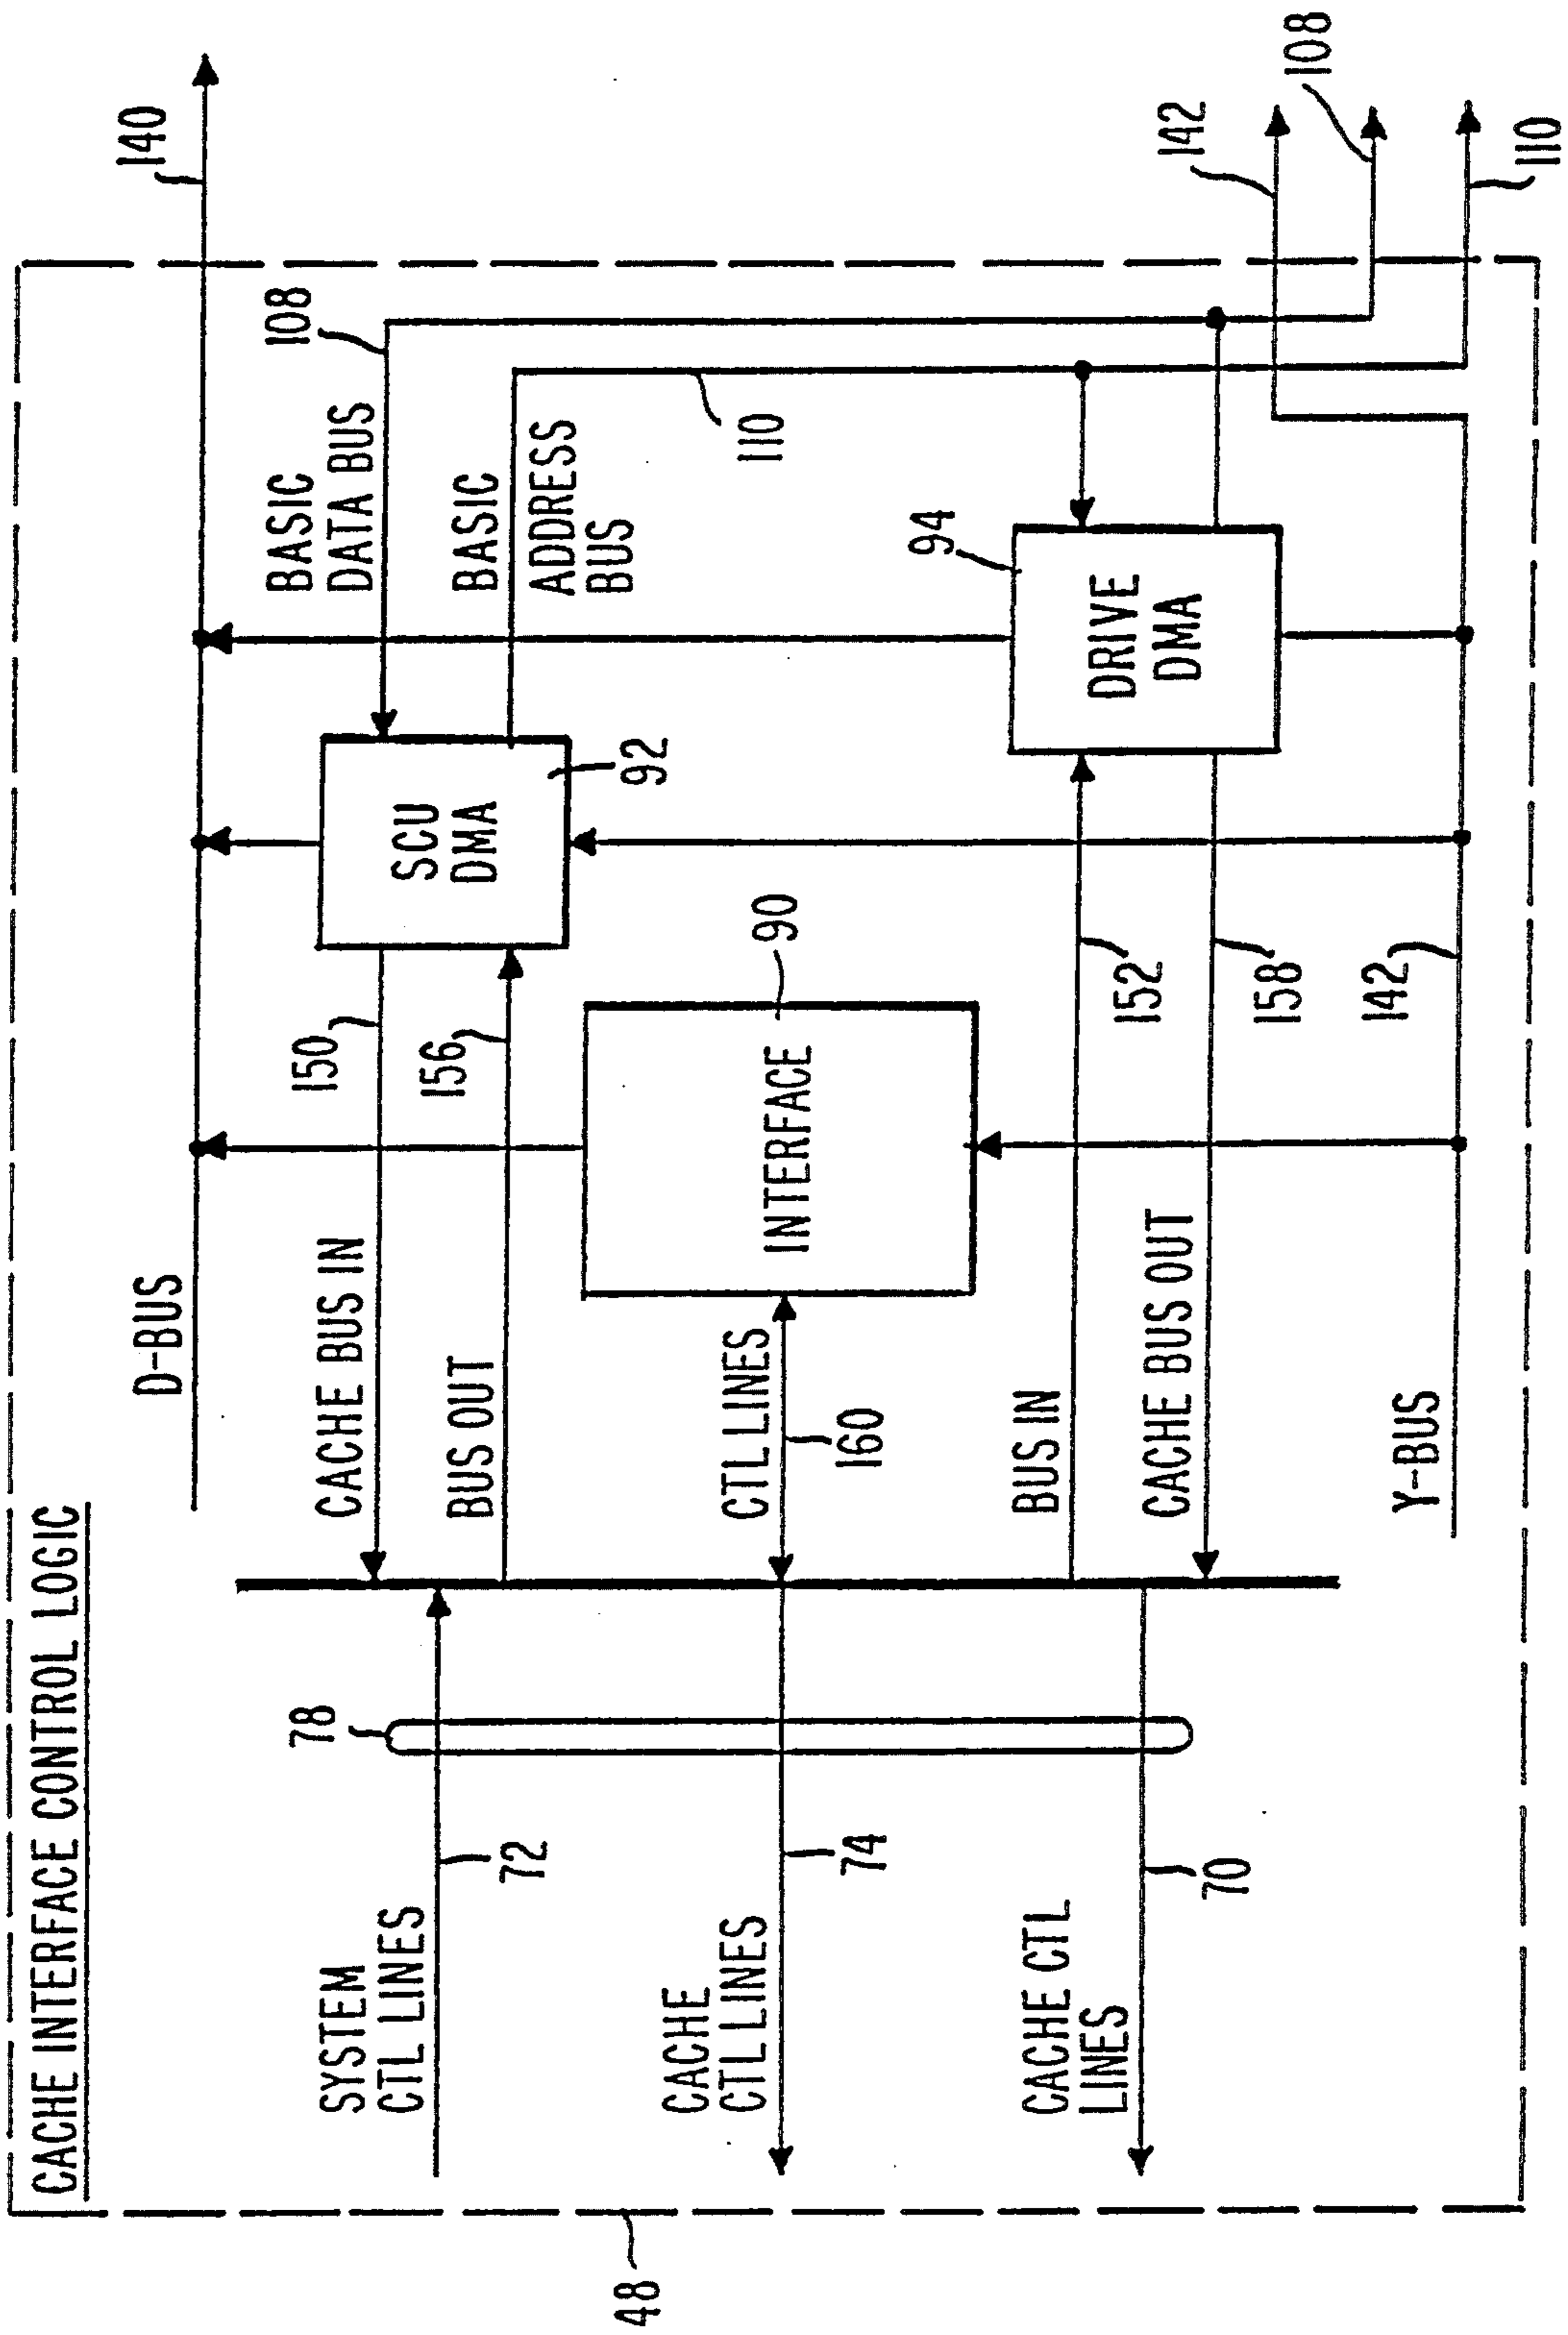 CACHE INTERFACE CONTROL LOGIC
48
D-BUS
140
SYSTEM
CTL LINES
72
78
CACHE BUS IN
150
BUS OUT
156
SCU
DMA
92
BASIC
DATA BUS
108
BASIC
ADDRESS
BUS
110
CACHE
CTL LINES
74
CTL LINES
160
INTERFACE
90
CACHE CTL
LINES
70
BUS IN
152
CACHE BUS OUT
158
DRIVE
DMA
94
Y-BUS
142
142
108
110